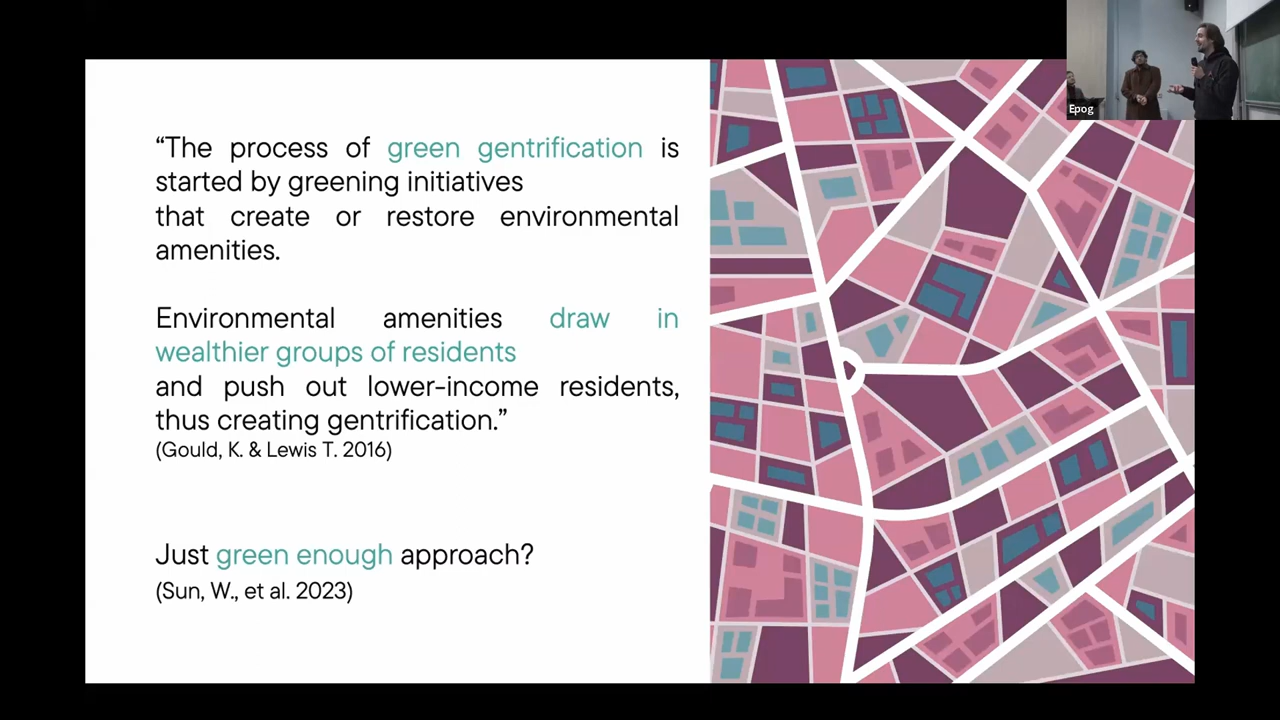 “The process of green gentrification is
started by greening initiatives
that create or restore environmental
amenities.
Environmental amenities draw in
wealthier groups of residents
and push out lower-income residents,
thus creating gentrification.”
(Gould, K. & Lewis T. 2016)
Just green enough approach?
(Sun, W., et al. 2023)
Epog